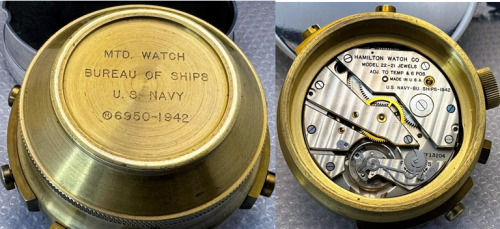 MTD. WATCH
BUREAU OF SHIPS
U.S. NAVY
Ⓝ6950-1942
HAMILTON WATCH CO
MODEL 22-21 JEWELS
ADJ TO TEMP & 6 POS
MADE IN U.S.A.
U.S. NAVY-BU. SHIPS-1942